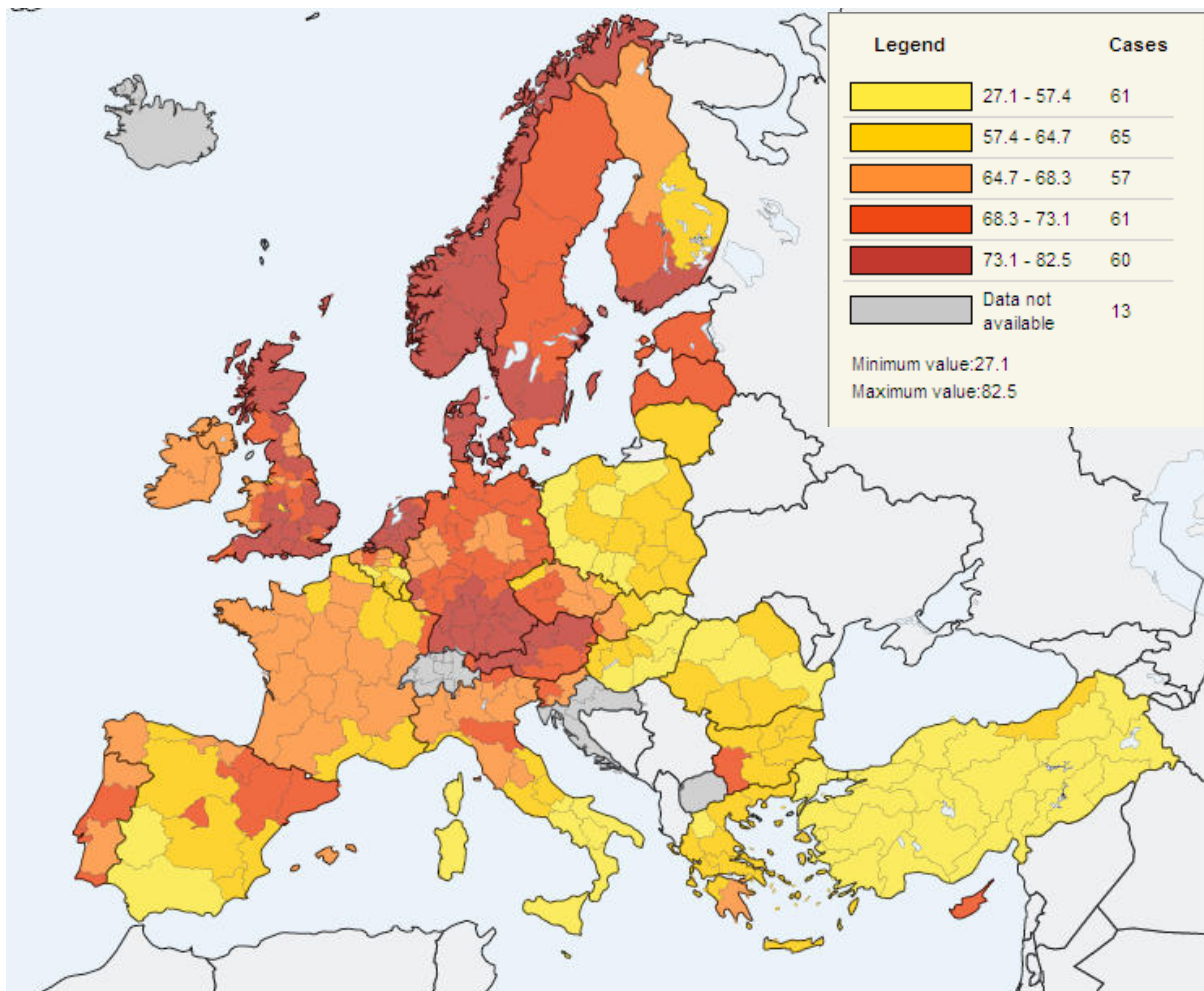 Legend Cases
27.1 - 57.4 61
57.4 - 64.7 65
64.7 - 68.3 57
68.3 - 73.1 61
73.1 - 82.5 60
Data not
available 13
Minimum value:27.1
Maximum value:82.5